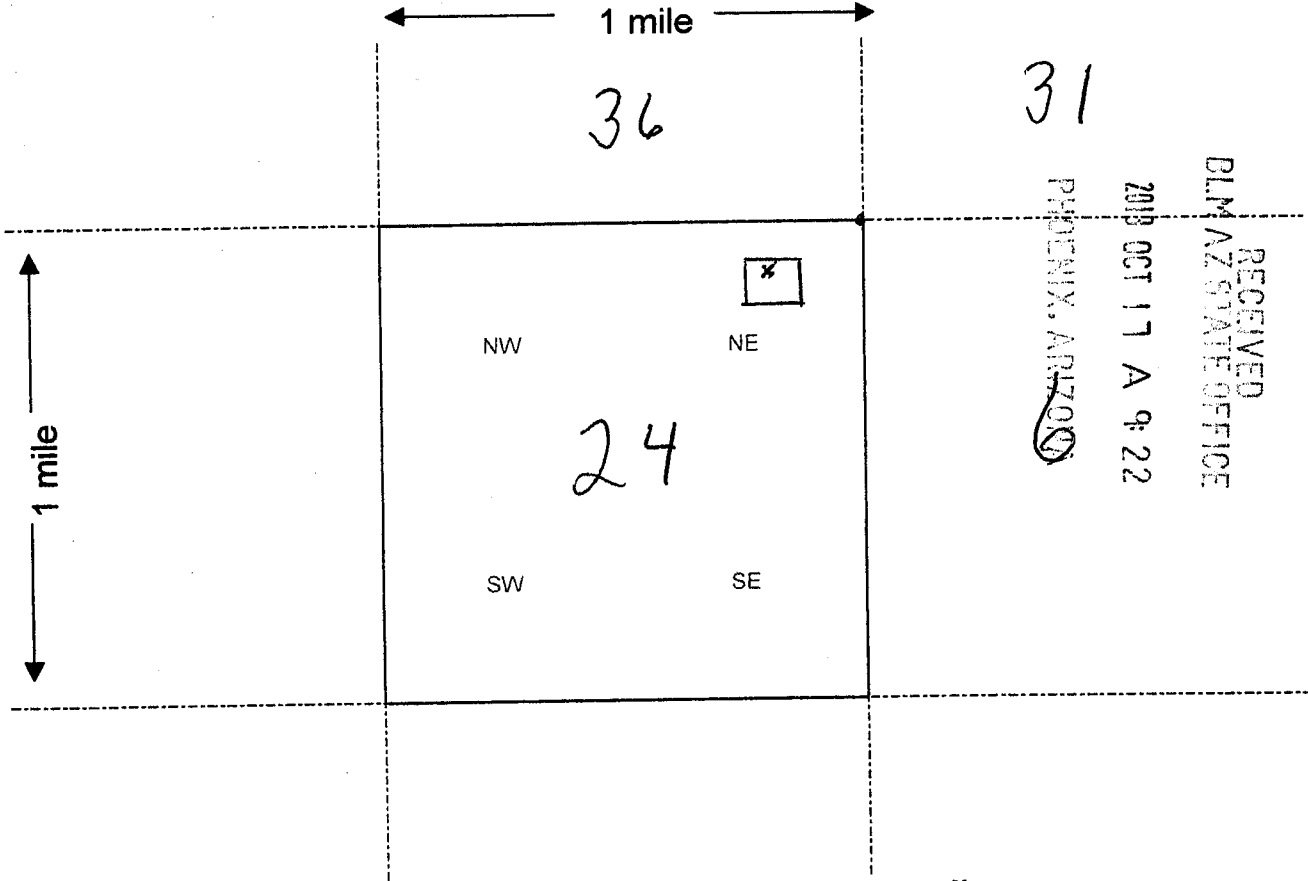 1 mile
36
31
RECEIVED
BLM AZ STATE OFFICE
2013 OCT 17 A 9: 22
PHOENIX, ARIZONA
NW
NE
1 mile
24
SW
SE